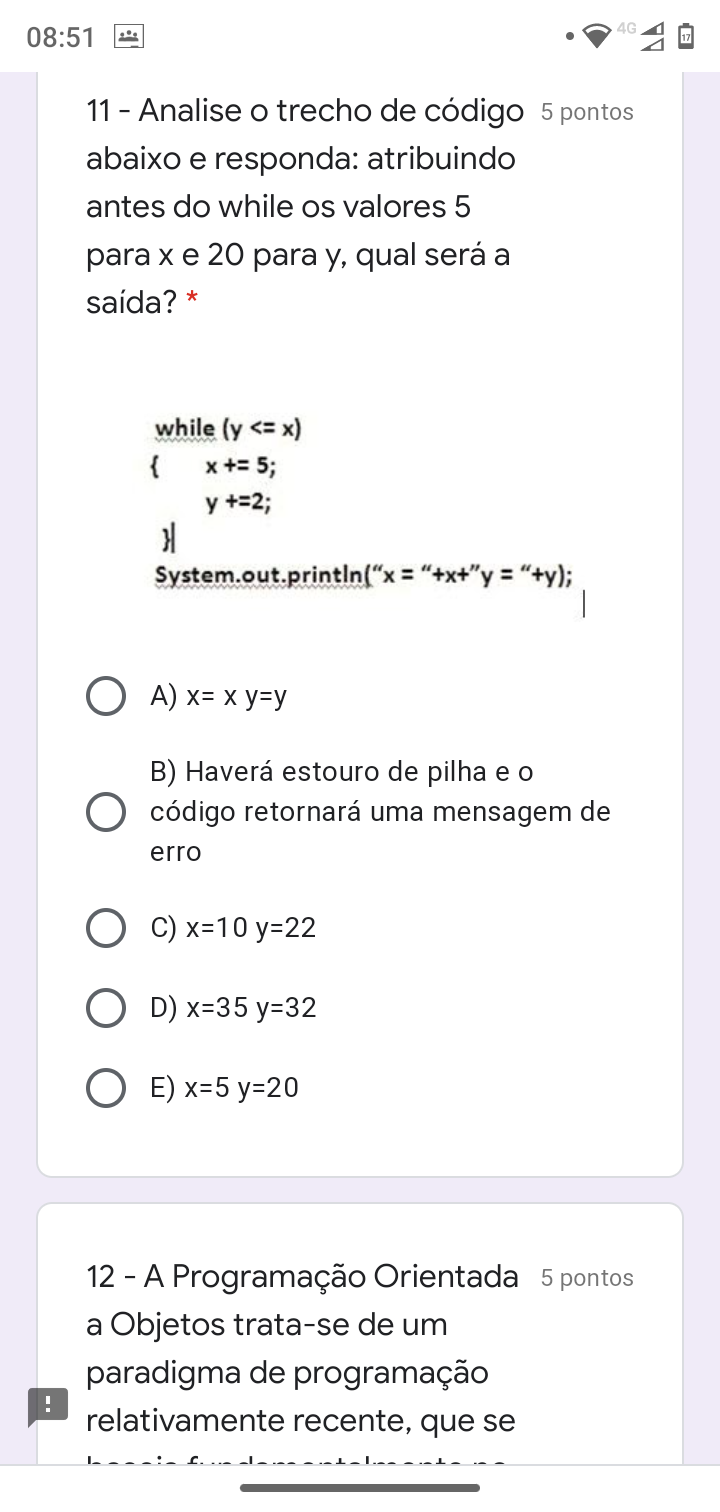 08:51
4G
17
11 - Analise o trecho de código 5 pontos
abaixo e responda: atribuindo
antes do while os valores 5
para x e 20 para y, qual será a
saída? *
while (y <= x)
{ x += 5;
y +=2;
}
System.out.println(“x = “+x+”y = “+y);
A) x= x y=y
B) Haverá estouro de pilha e o
código retornará uma mensagem de
erro
C) x=10 y=22
D) x=35 y=32
E) x=5 y=20
12 - A Programação Orientada 5 pontos
a Objetos trata-se de um
paradigma de programação
relativamente recente, que se